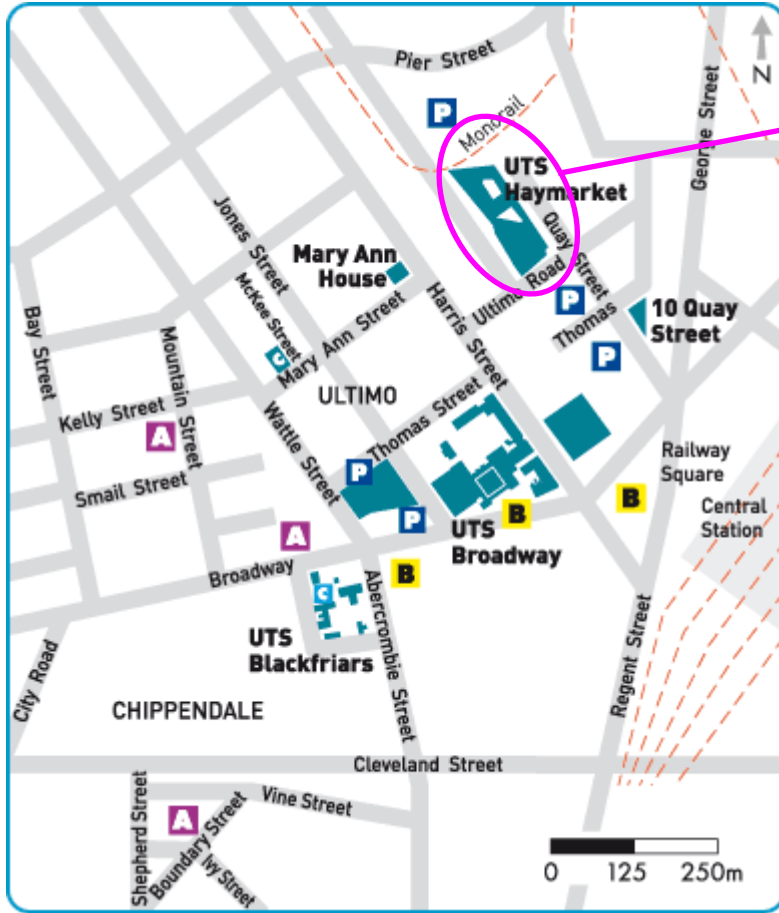 Pier Street
N
P
Monorail
George Street
UTS
Haymarket
Jones Street
Quay Street
Mary Ann
House
McKee Street
Ultimo Road
Harris Street
P
10 Quay
Street
Thomas
P
Bay Street
Mountain Street
C
Mary Ann Street
ULTIMO
Kelly Street
A
Wattle Street
Thomas Street
Railway
Square
P
Smail Street
B
B
Central
Station
P
A
UTS
Broadway
Broadway
B
C
Abercrombie Street
UTS
Blackfriars
Regent Street
City Road
CHIPPENDALE
Cleveland Street
Shepherd Street
Vine Street
A
Boundary Street
Ivy Street
0 125 250m